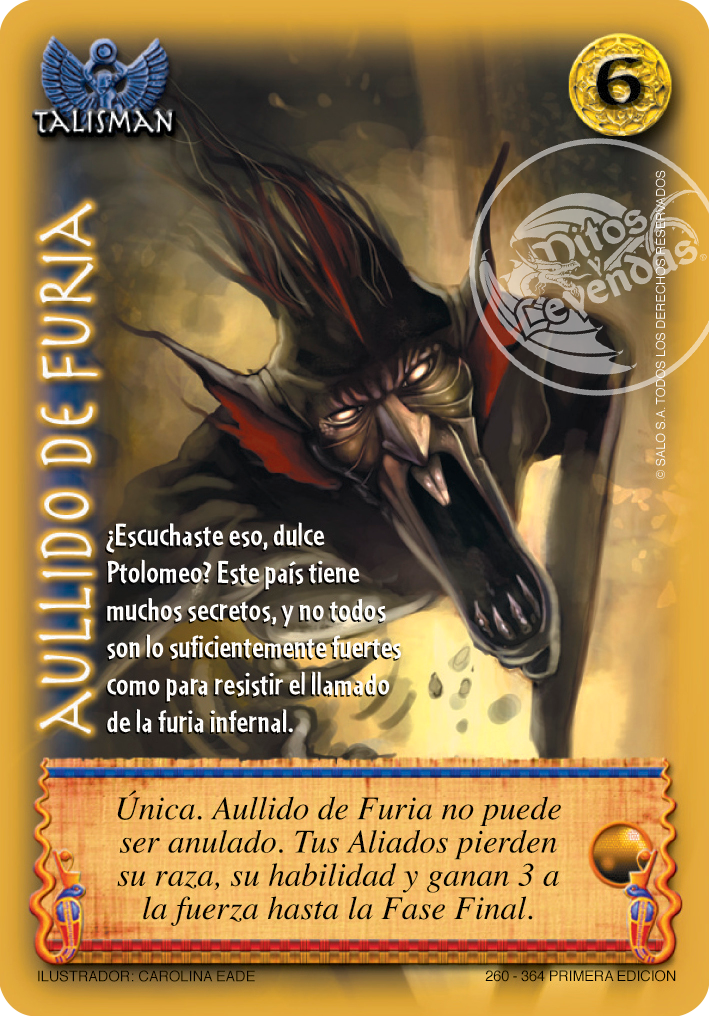 TALISMAN
6
Mitos
y
Leyendas
© SALO S.A. TODOS LOS DERECHOS RESERVADOS
AULLIDO DE FURIA
¿Escuchaste eso, dulce
Ptolomeo? Este país tiene
muchos secretos, y no todos
son lo suficientemente fuertes
como para resistir el llamado
de la furia infernal.
Única. Aullido de Furia no puede
ser anulado. Tus Aliados pierden
su raza, su habilidad y ganan 3 a
la fuerza hasta la Fase Final.
ILUSTRADOR: CAROLINA EADE
260 - 364 PRIMERA EDICION